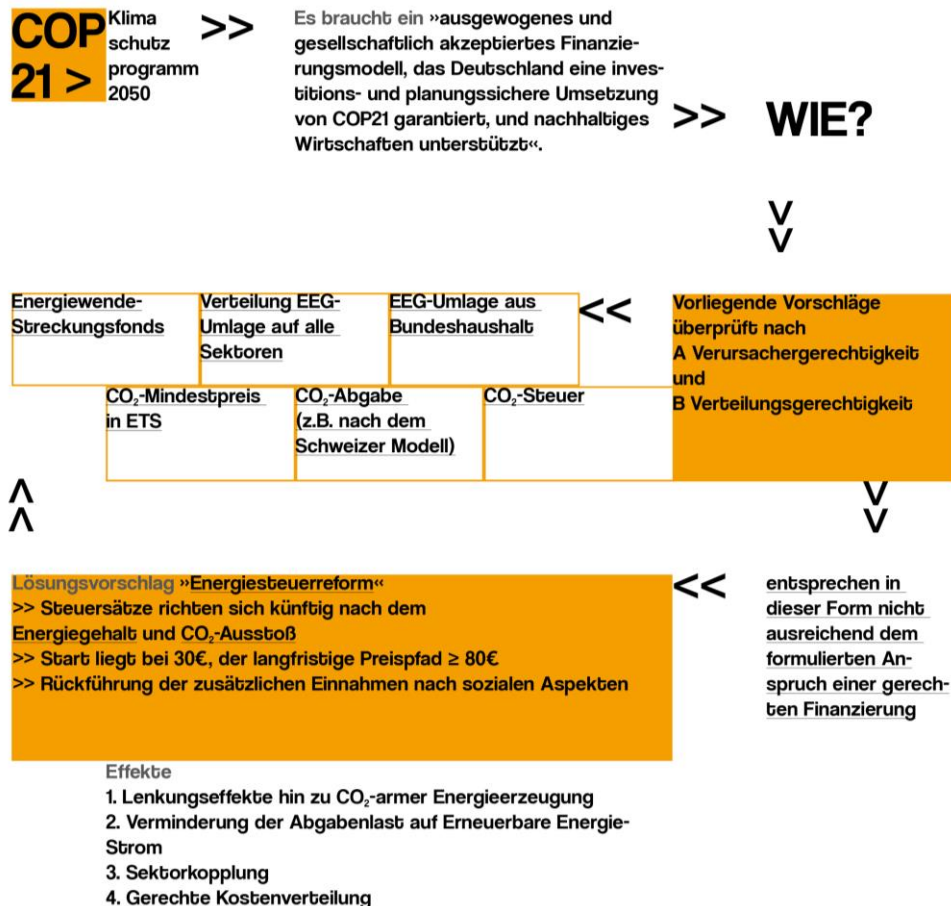 COP
21 >
Klima
schutz
programm
2050
>>
Es braucht ein »ausgewogenes und
gesellschaftlich akzeptiertes Finanzie-
rungsmodell, das Deutschland eine inves-
titions- und planungssichere Umsetzung
von COP21 garantiert, und nachhaltiges
Wirtschaften unterstützt«.
>>
WIE?
>>
Vorliegende Vorschläge
überprüft nach
A Verursachergerechtigkeit
und
B Verteilungsgerechtigkeit
<<
Energiewende-
Streckungsfonds
Verteilung EEG-
Umlage auf alle
Sektoren
EEG-Umlage aus
Bundeshaushalt
CO₂-Mindestpreis
in ETS
CO₂-Abgabe
(z.B. nach dem
Schweizer Modell)
CO₂-Steuer
>>
entsprechen in
dieser Form nicht
ausreichend dem
formulierten An-
spruch einer gerech-
ten Finanzierung
<<
Lösungsvorschlag »Energiesteuerreform«
>> Steuersätze richten sich künftig nach dem
Energiegehalt und CO₂-Ausstoß
>> Start liegt bei 30€, der langfristige Preispfad ≥ 80€
>> Rückführung der zusätzlichen Einnahmen nach sozialen Aspekten
>>
Effekte
1. Lenkungseffekte hin zu CO₂-armer Energieerzeugung
2. Verminderung der Abgabenlast auf Erneuerbare Energie-
Strom
3. Sektorkopplung
4. Gerechte Kostenverteilung